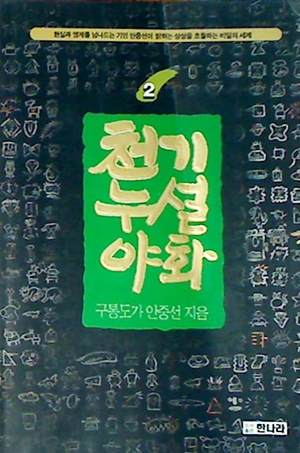 현실과 영계를 넘나드는 기인 안중선이 밝히는 상상을 초월하는 비밀의 세계
2
천기
누설
야화
구통도가 안중선 지음
한나라